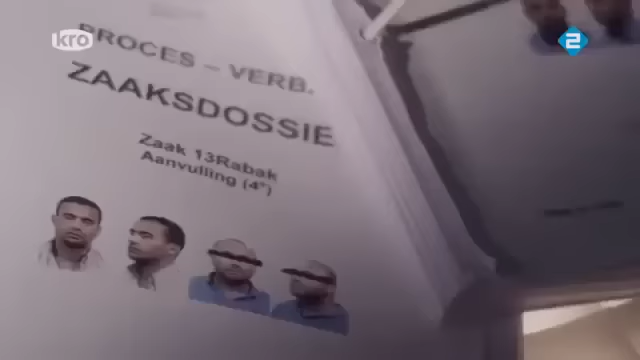 kro
2
PROCES – VERB.
ZAAKSDOSSIE
Zaak 13Rabak
Aanvulling (4°)